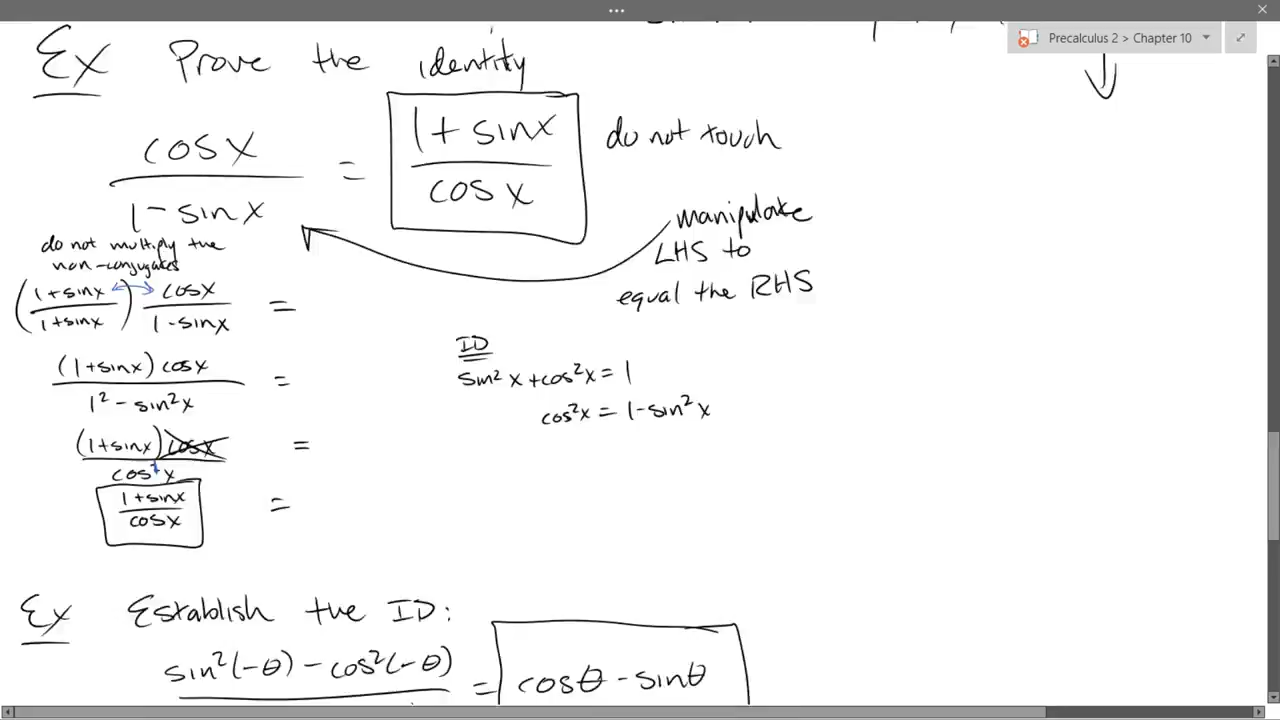 Precalculus 2 > Chapter 10
Ex Prove the identity
cos x / 1 - sin x = 1 + sin x / cos x do not touch
manipulate
LHS to
equal the RHS
do not multiply the
non-conjugates
(1 + sin x / 1 + sin x) cos x / 1 - sin x =
(1 + sin x) cos x / 1² - sin² x =
(1 + sin x) cos x / cos² x =
1 + sin x / cos x =
ID
sin² x + cos² x = 1
cos² x = 1 - sin² x
Ex Establish the ID:
sin²(-θ) - cos²(-θ) = cosθ - sinθ